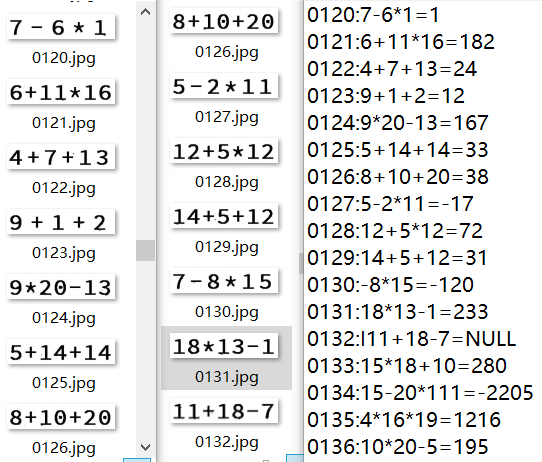 7-6*1
0120.jpg
6+11*16
0121.jpg
4+7+13
0122.jpg
9+1+2
0123.jpg
9*20-13
0124.jpg
5+14+14
0125.jpg
8+10+20
0126.jpg
8+10+20
0126.jpg
5-2*11
0127.jpg
12+5*12
0128.jpg
14+5+12
0129.jpg
7-8*15
0130.jpg
18*13-1
0131.jpg
11+18-7
0132.jpg
0120:7-6*1=1
0121:6+11*16=182
0122:4+7+13=24
0123:9+1+2=12
0124:9*20-13=167
0125:5+14+14=33
0126:8+10+20=38
0127:5-2*11=-17
0128:12+5*12=72
0129:14+5+12=31
0130:-8*15=-120
0131:18*13-1=233
0132:I11+18-7=NULL
0133:15*18+10=280
0134:15-20*111=-2205
0135:4*16*19=1216
0136:10*20-5=195